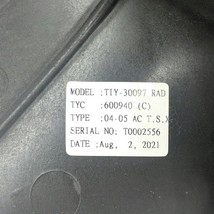 MODEL :TIY-30097 RAD
TYC :600940 (C)
TYPE :04-05 AC T.S.X
SERIAL NO: T0002556
DATE :Aug, 2, 2021